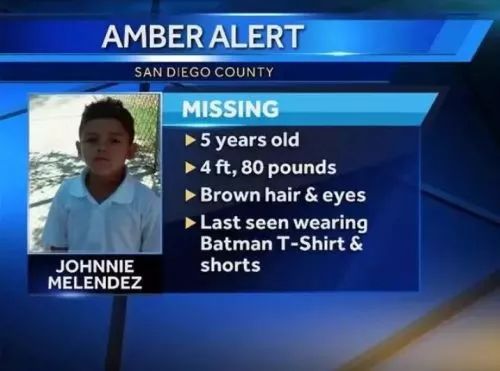 AMBER ALERT
SAN DIEGO COUNTY
MISSING
5 years old
4 ft, 80 pounds
Brown hair & eyes
Last seen wearing
Batman T-Shirt &
shorts
JOHNNIE
MELENDEZ